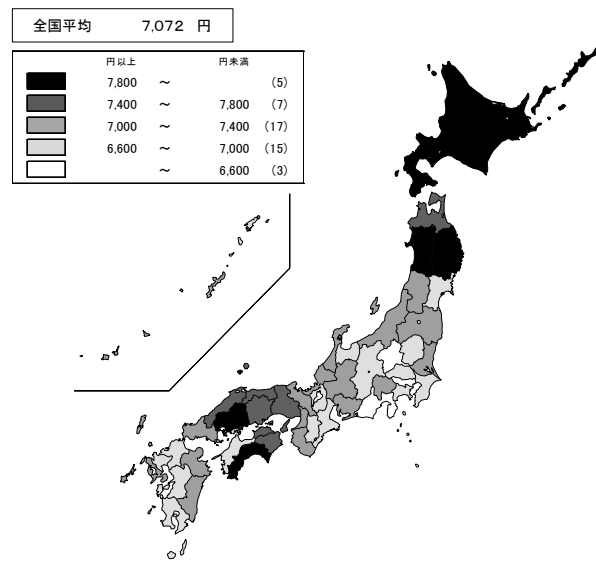 全国平均 7,072 円
円以上 円未満
7,800 ～ (5)
7,400 ～ 7,800 (7)
7,000 ～ 7,400 (17)
6,600 ～ 7,000 (15)
～ 6,600 (3)